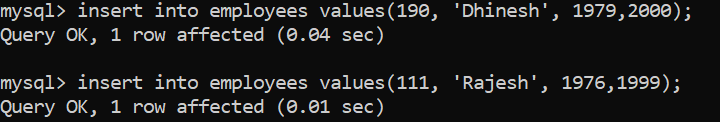 mysql> insert into employees values(190, 'Dhinesh', 1979,2000);
Query OK, 1 row affected (0.04 sec)
mysql> insert into employees values(111, 'Rajesh', 1976,1999);
Query OK, 1 row affected (0.01 sec)